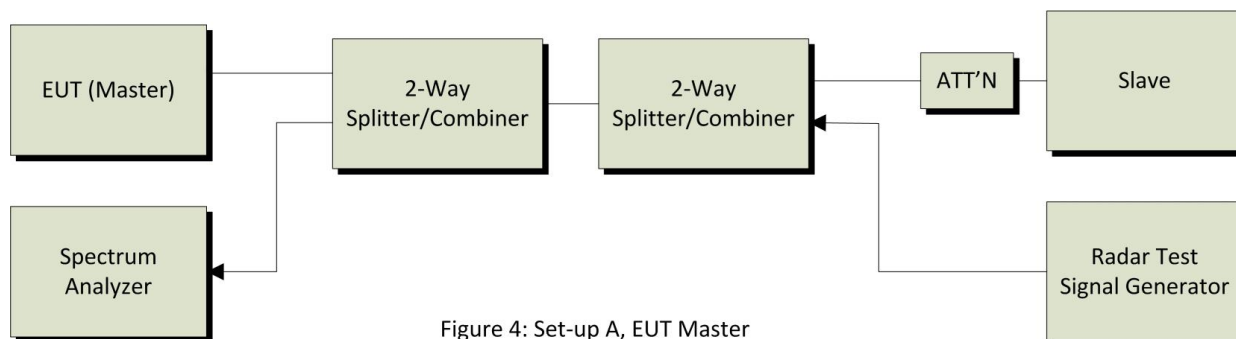 EUT (Master)
2-Way
Splitter/Combiner
2-Way
Splitter/Combiner
ATT'N
Slave
Spectrum
Analyzer
Radar Test
Signal Generator
Figure 4: Set-up A, EUT Master